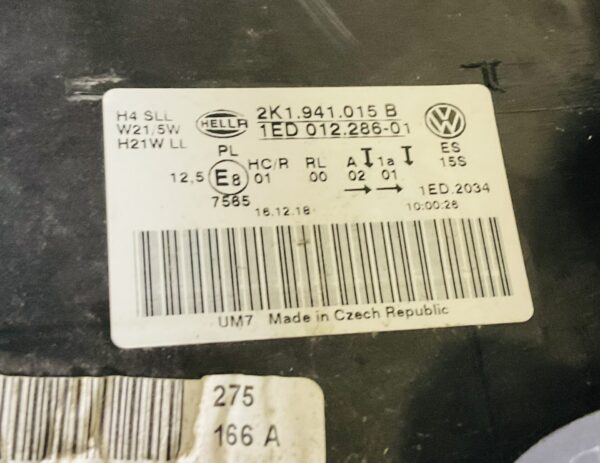 H4 SLL
W21,5W
H21W LL
HELLA
2K1.941.015 B
1ED 012.286-01
PL
ES
15S
HC/R RL A 1a
12,5 E8 01 00 02 01
7585
1ED.2034
16.12.18
10:00:26
UM7 Made in Czech Republic
275
166 A